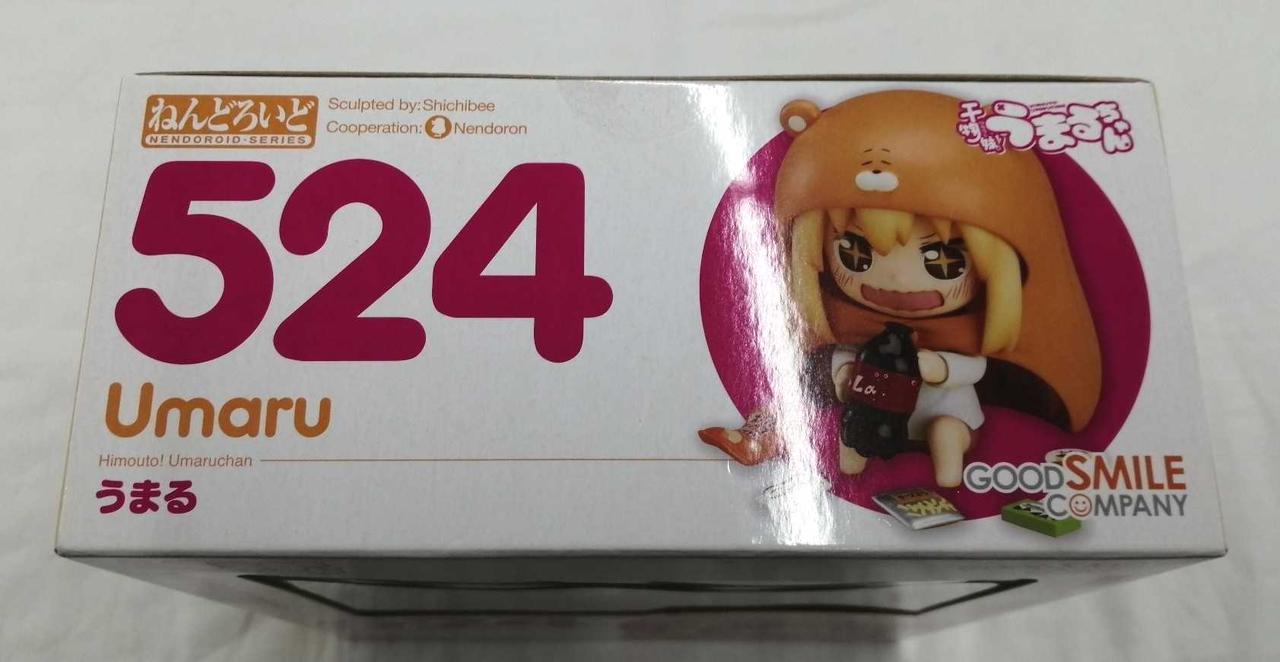 ねんどろいど
NENDOROID-SERIES
Sculpted by: Shichibee
Cooperation: Nendoron
524
Umaru
Himouto! Umaruchan
うまる
干物妹!
うまるちゃん
La
GOODSMILE
COMPANY